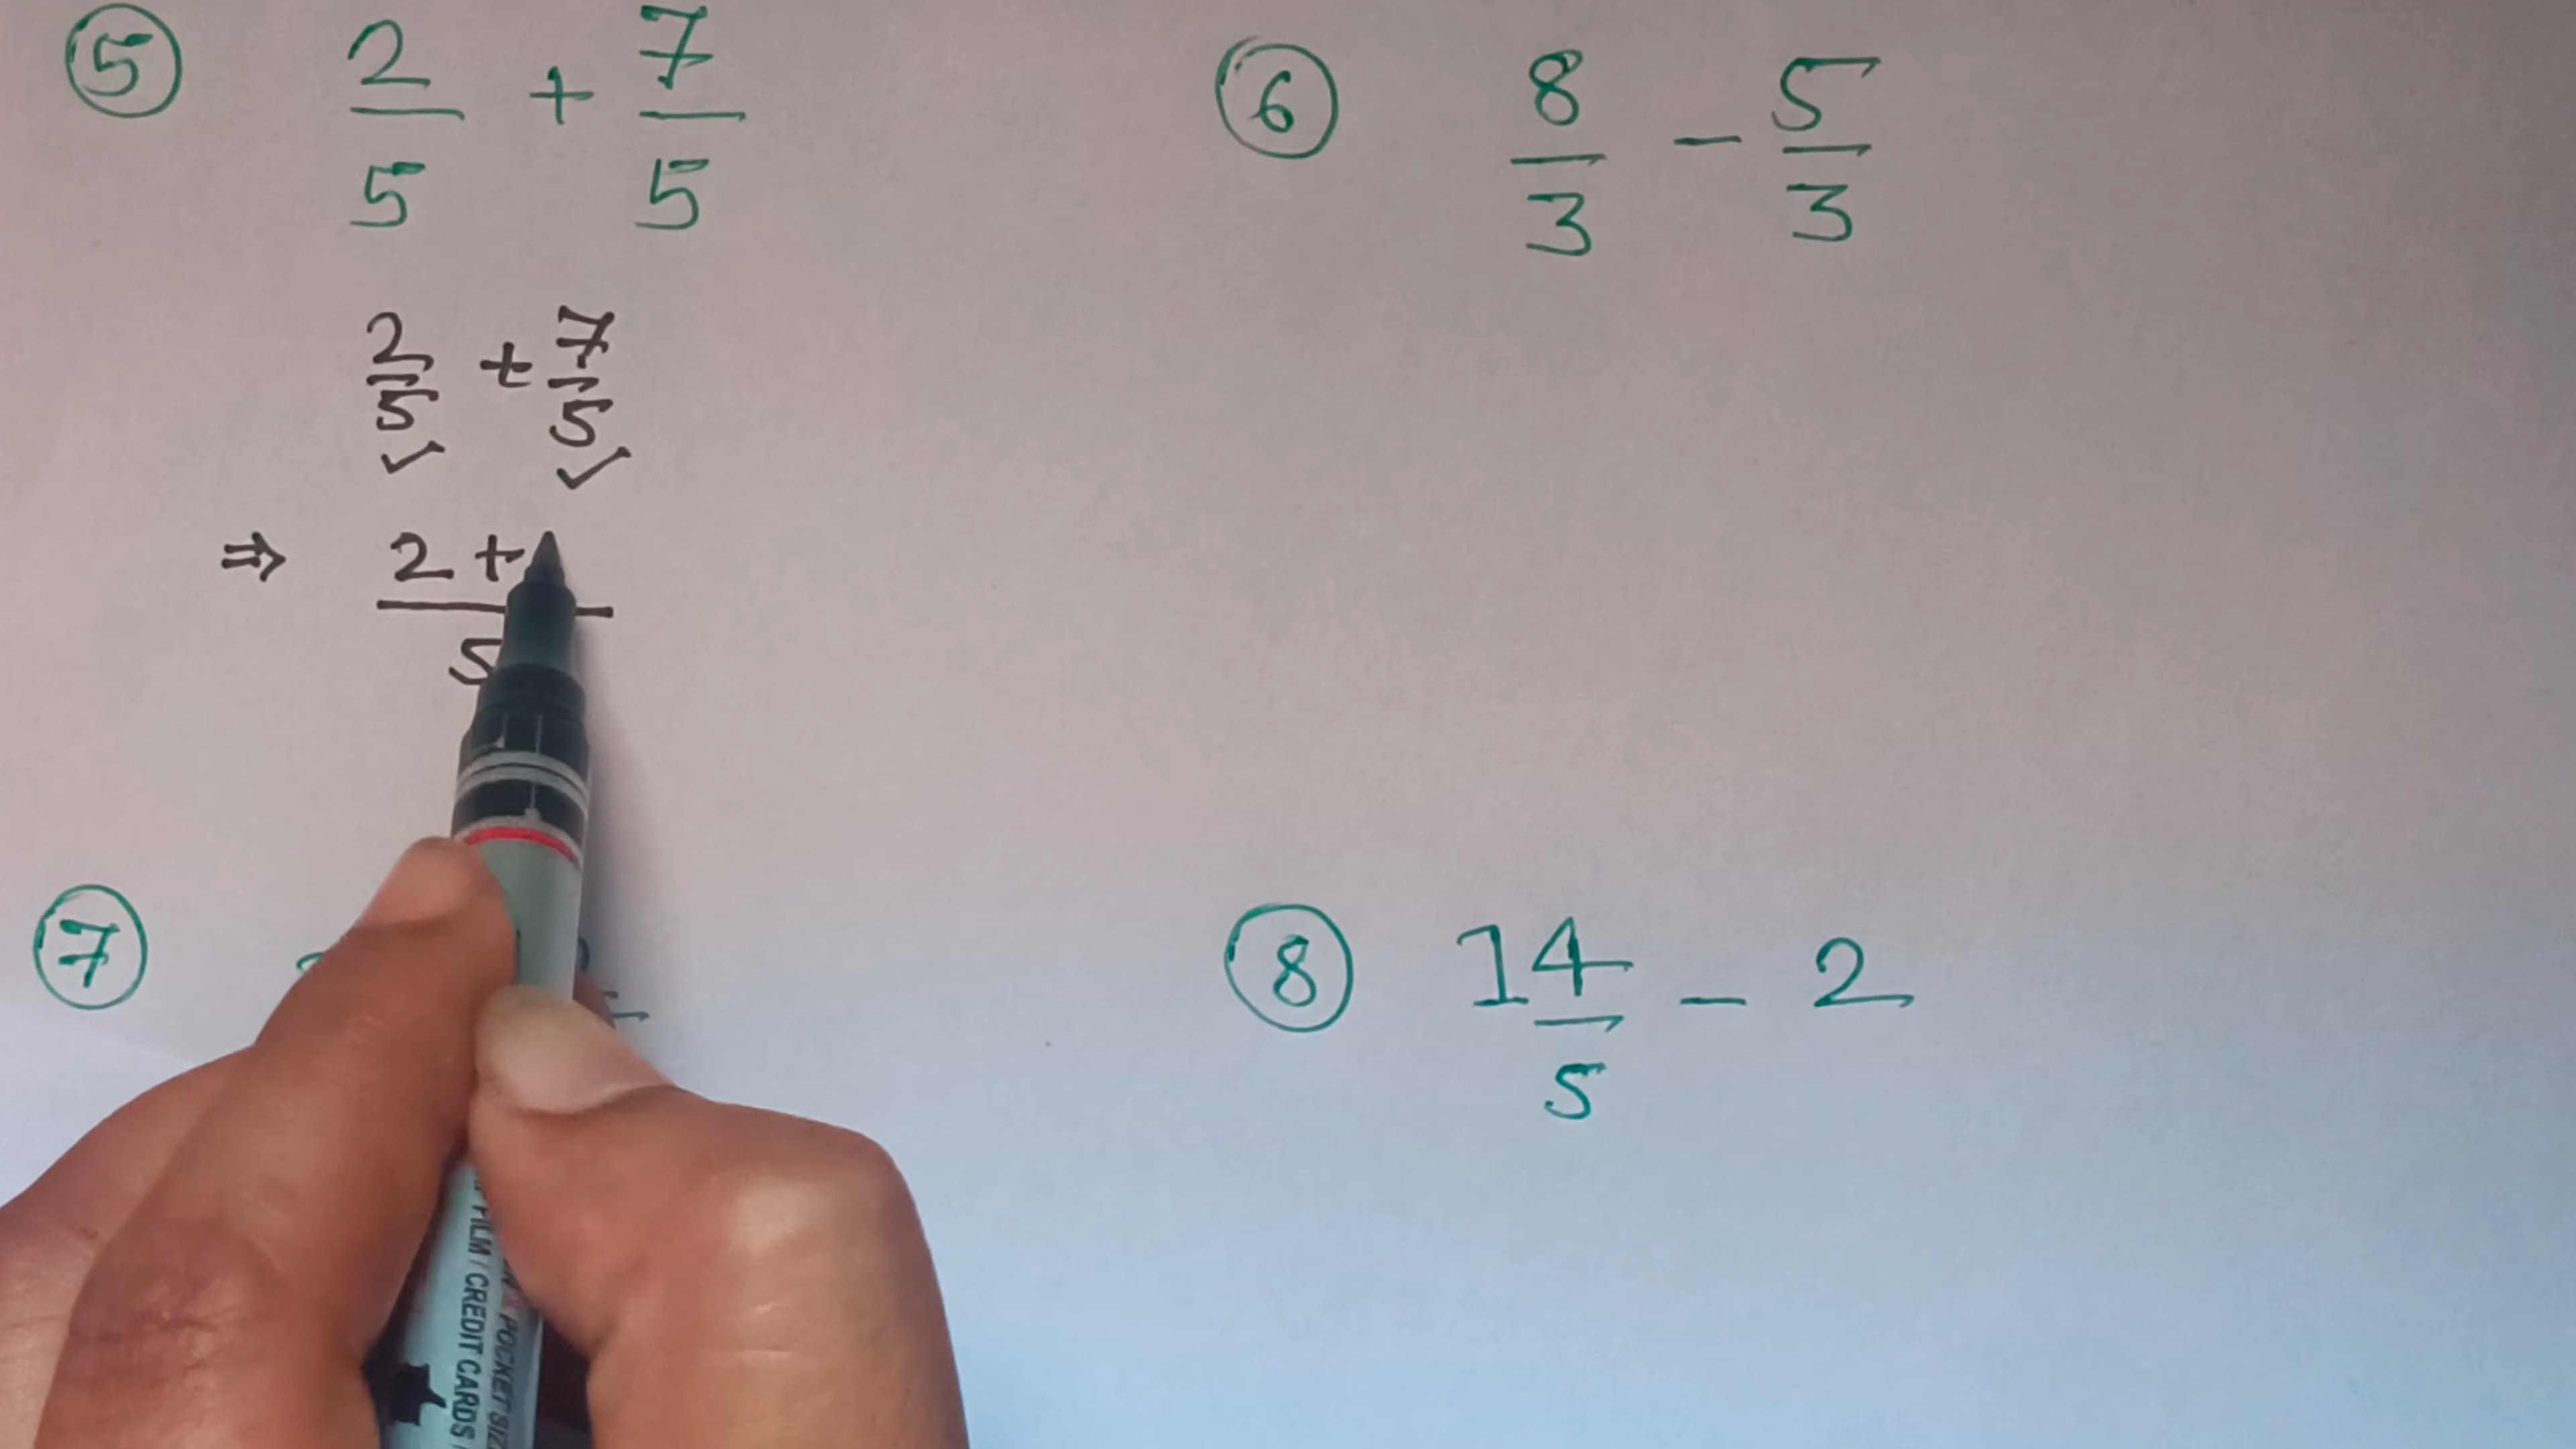 ⑤ 2/5 + 7/5
2/5 + 7/5
✓ ✓
⇒ 2 + / 5
⑥ 8/3 − 5/3
⑦
⑧ 14/5 − 2
FILM / CREDIT CARDS
POCKET